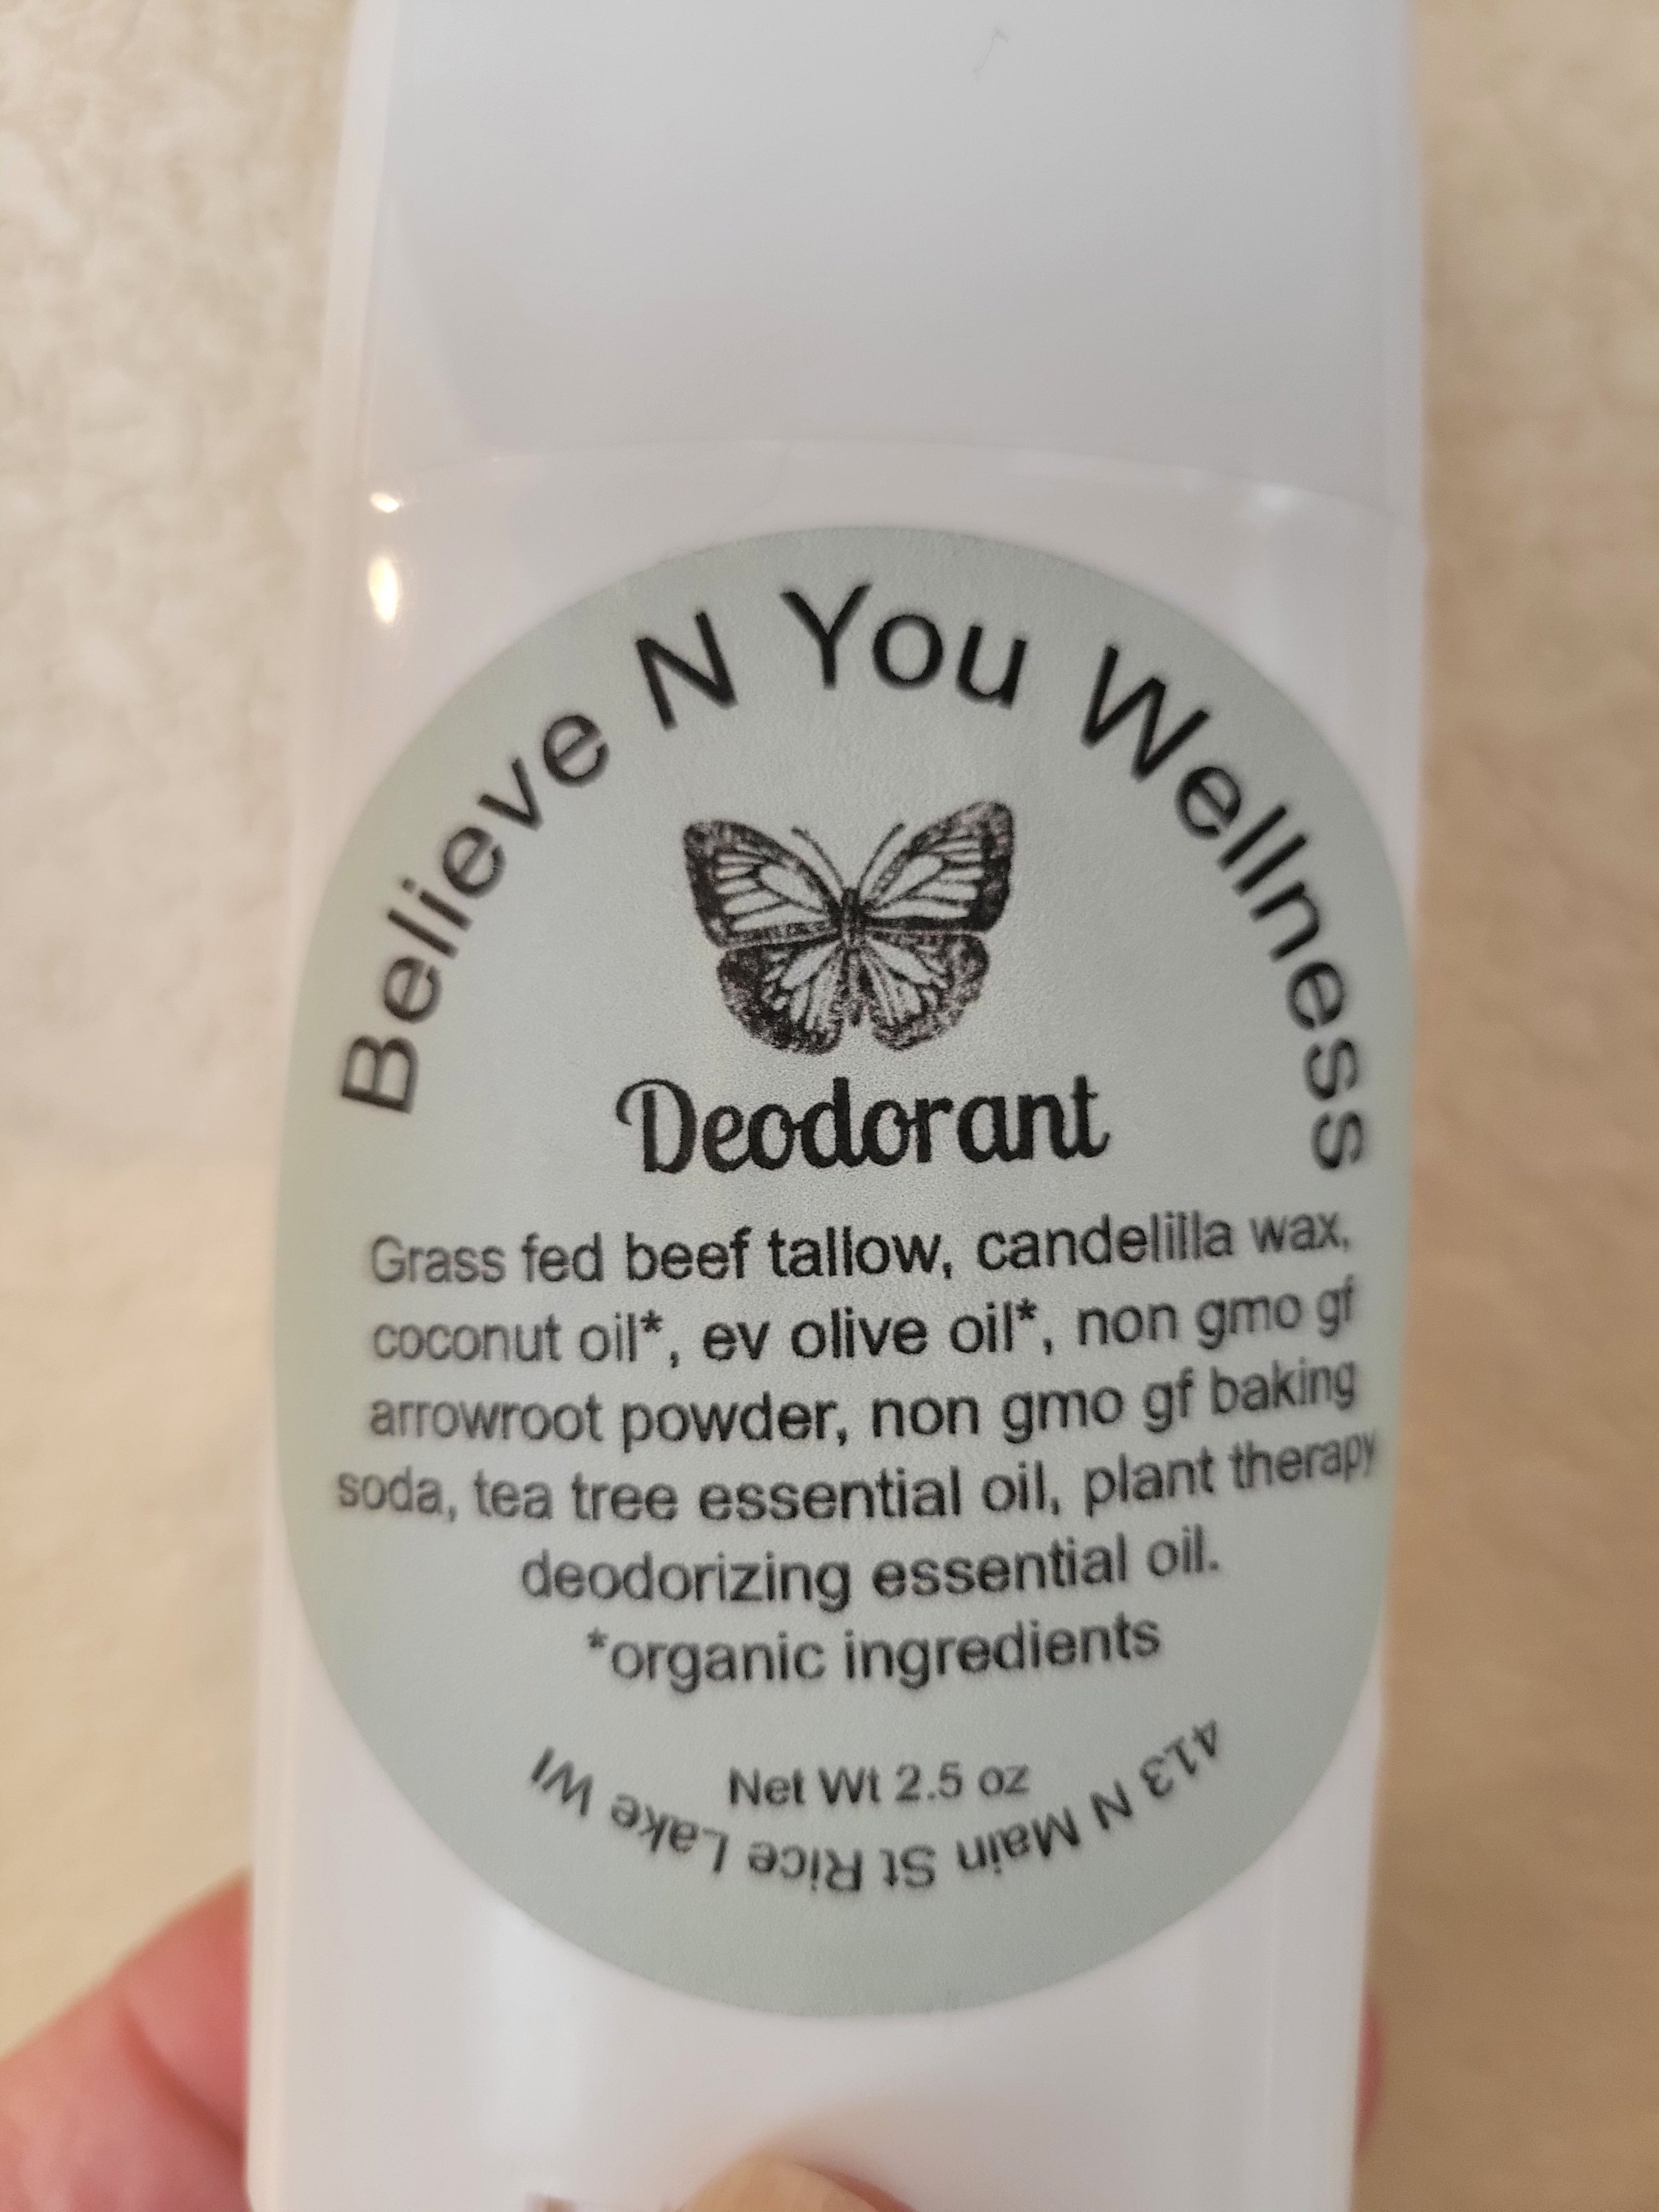 Believe N You Wellness
Deodorant
Grass fed beef tallow, candelilla wax,
coconut oil*, ev olive oil*, non gmo gf
arrowroot powder, non gmo gf baking
soda, tea tree essential oil, plant therapy
deodorizing essential oil.
*organic ingredients
Net Wt 2.5 oz
413 N Main St Rice Lake WI